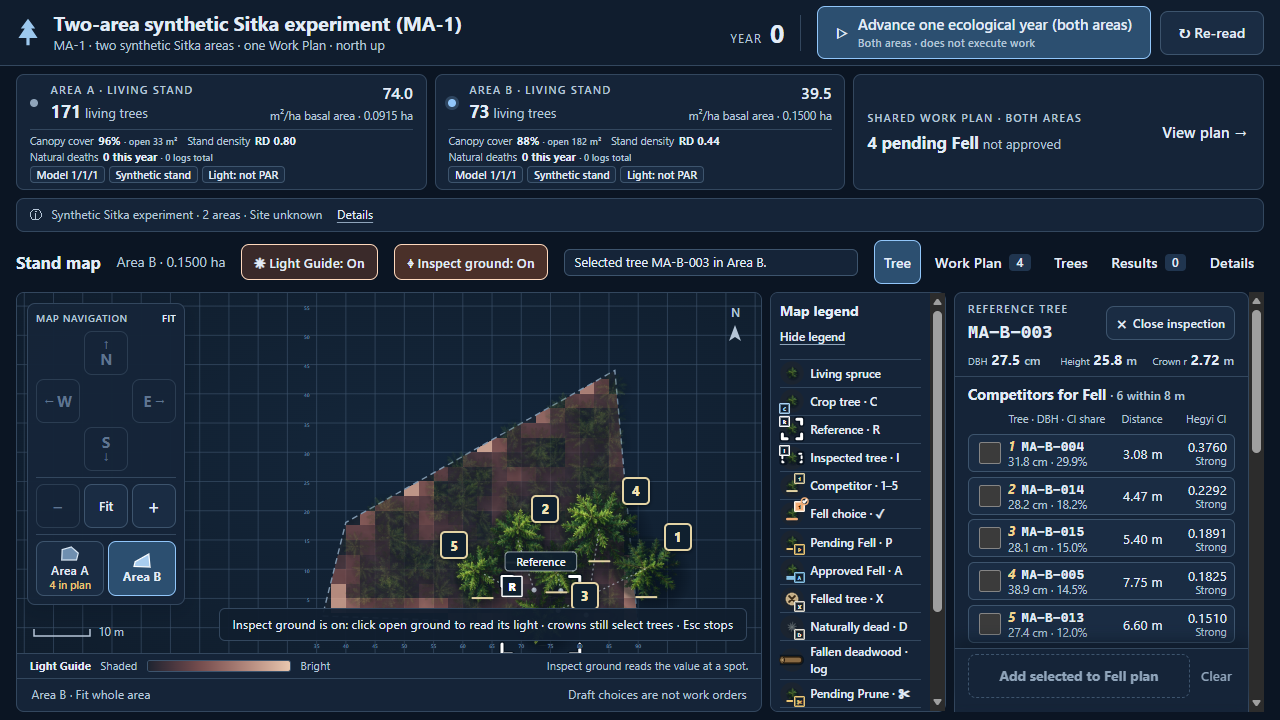 Two-area synthetic Sitka experiment (MA-1)
MA-1 · two synthetic Sitka areas · one Work Plan · north up
YEAR 0
Advance one ecological year (both areas)
Both areas · does not execute work
↻ Re-read
AREA A · LIVING STAND
74.0
171 living trees
m²/ha basal area · 0.0915 ha
Canopy cover 96% · open 33 m² Stand density RD 0.80
Natural deaths 0 this year · 0 logs total
Model 1/1/1 Synthetic stand Light: not PAR
AREA B · LIVING STAND
39.5
73 living trees
m²/ha basal area · 0.1500 ha
Canopy cover 88% · open 182 m² Stand density RD 0.44
Natural deaths 0 this year · 0 logs total
Model 1/1/1 Synthetic stand Light: not PAR
SHARED WORK PLAN · BOTH AREAS
4 pending Fell not approved
View plan →
Synthetic Sitka experiment · 2 areas · Site unknown Details
Stand map Area B · 0.1500 ha
Light Guide: On
Inspect ground: On
Selected tree MA-B-003 in Area B.
Tree
Work Plan 4
Trees
Results 0
Details
MAP NAVIGATION FIT
↑
N
← W
E →
S
↓
− Fit +
Area A
4 in plan
Area B
10 m
N
4
2
1
5
Reference
R
3
Inspect ground is on: click open ground to read its light · crowns still select trees · Esc stops
Light Guide Shaded Bright
Inspect ground reads the value at a spot.
Area B · Fit whole area
Draft choices are not work orders
Map legend
Hide legend
Living spruce
Crop tree · C
Reference · R
Inspected tree · I
Competitor · 1–5
Fell choice · ✓
Pending Fell · P
Approved Fell · A
Felled tree · X
Naturally dead · D
Fallen deadwood ·
log
Pending Prune · ✂
REFERENCE TREE
MA-B-003
× Close inspection
DBH 27.5 cm Height 25.8 m Crown r 2.72 m
Competitors for Fell · 6 within 8 m
Tree · DBH · CI share Distance Hegyi CI
1 MA-B-004 3.08 m 0.3760
31.8 cm · 29.9% Strong
2 MA-B-014 4.47 m 0.2292
28.2 cm · 18.2% Strong
3 MA-B-015 5.40 m 0.1891
28.1 cm · 15.0% Strong
4 MA-B-005 7.75 m 0.1825
38.9 cm · 14.5% Strong
5 MA-B-013 6.60 m 0.1510
27.4 cm · 12.0% Strong
Add selected to Fell plan
Clear